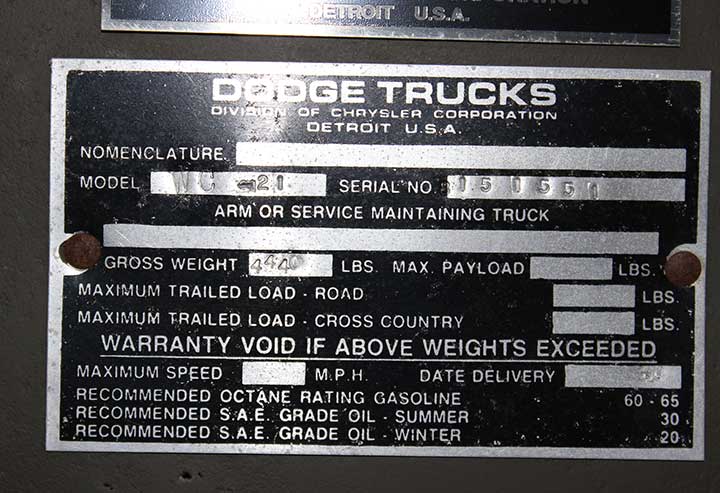 DETROIT U.S.A.
DODGE TRUCKS
DIVISION OF CHRYSLER CORPORATION
DETROIT U.S.A.
NOMENCLATURE
MODEL WC-21 SERIAL NO. 150551
ARM OR SERVICE MAINTAINING TRUCK
GROSS WEIGHT 4440 LBS. MAX. PAYLOAD LBS.
MAXIMUM TRAILED LOAD - ROAD LBS.
MAXIMUM TRAILED LOAD - CROSS COUNTRY LBS.
WARRANTY VOID IF ABOVE WEIGHTS EXCEEDED
MAXIMUM SPEED M.P.H. DATE DELIVERY
RECOMMENDED OCTANE RATING GASOLINE 60 - 65
RECOMMENDED S.A.E. GRADE OIL - SUMMER 30
RECOMMENDED S.A.E. GRADE OIL - WINTER 20